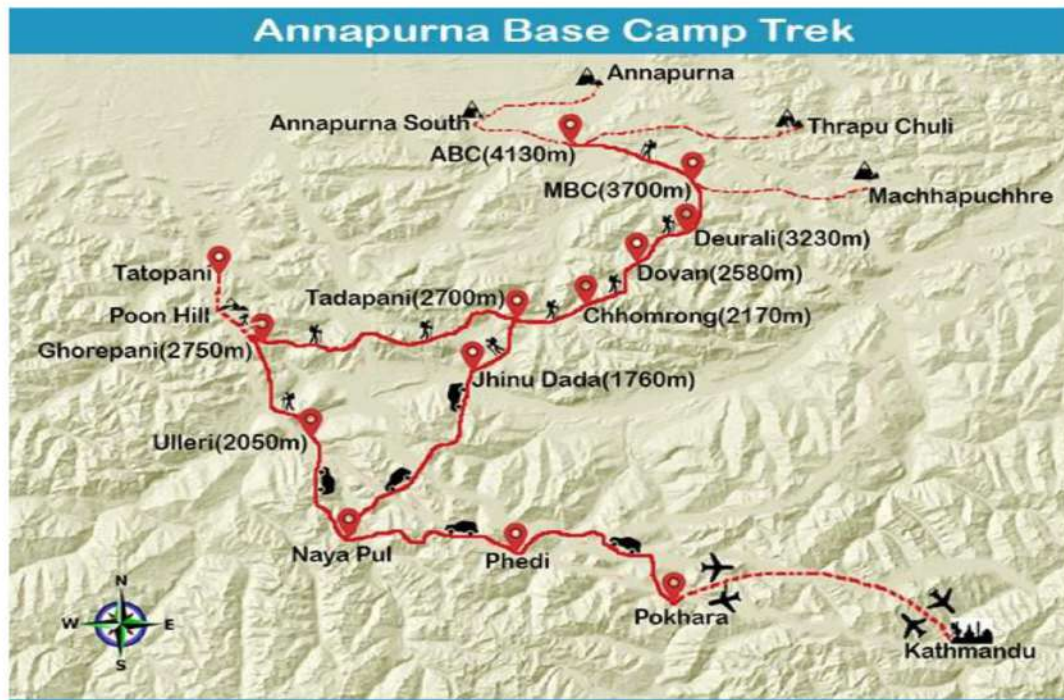 Annapurna Base Camp Trek
Annapurna
Annapurna South
Thrapu Chuli
ABC(4130m)
MBC(3700m)
Machhapuchhre
Deurali(3230m)
Tatopani
Dovan(2580m)
Tadapani(2700m)
Poon Hill
Chhomrong(2170m)
Ghorepani(2750m)
Jhinu Dada(1760m)
Ulleri(2050m)
Naya Pul
Phedi
Pokhara
Kathmandu
N
W
E
S